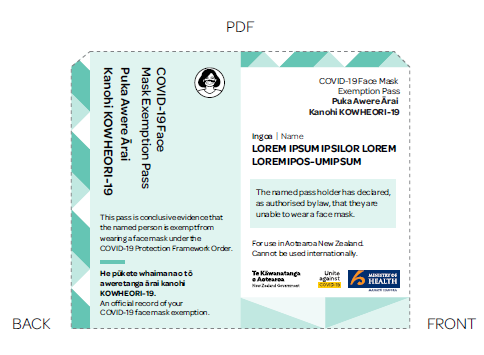 PDF
COVID-19 Face
Mask Exemption Pass
Puka Awere Ārai
Kanohi KOWHEORI-19
This pass is conclusive evidence that
the named person is exempt from
wearing a face mask under the
COVID-19 Protection Framework Order.
He pūkete whaimana o tō
aweretanga ārai kanohi
KOWHEORI-19.
An official record of your
COVID-19 face mask exemption.
BACK
COVID-19 Face Mask
Exemption Pass
Puka Awere Ārai
Kanohi KOWHEORI-19
Ingoa | Name
LOREM IPSUM IPSILOR LOREM
LOREMIPOS-UMIPSUM
The named pass holder has declared,
as authorised by law, that they are
unable to wear a face mask.
For use in Aotearoa New Zealand.
Cannot be used internationally.
Te Kāwanatanga
o Aotearoa
New Zealand Government
Unite
against
COVID-19
MINISTRY OF
HEALTH
MANATŪ HAUORA
FRONT